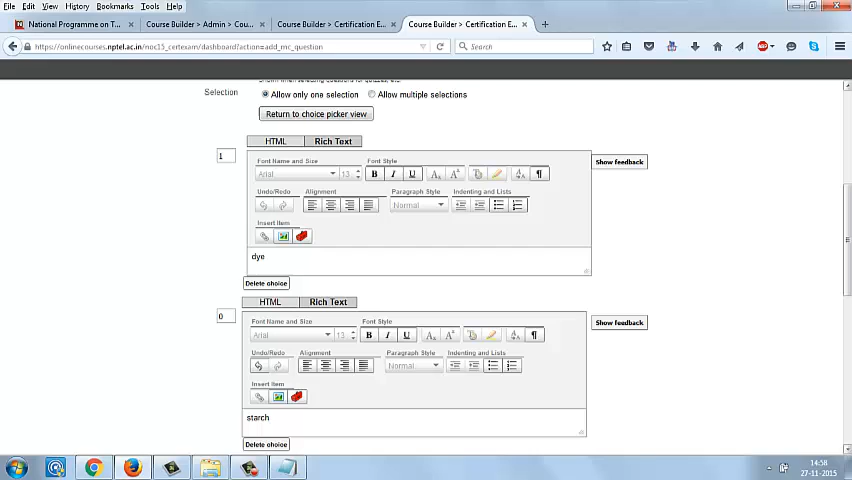 File Edit View History Bookmarks Tools Help
National Programme on T... × Course Builder > Admin > Cou... × Course Builder > Certification E... × Course Builder > Certification E... × +
https://onlinecourses.nptel.ac.in/noc15_certexam/dashboard?action=add_mc_question Search
Selection Allow only one selection Allow multiple selections
Return to choice picker view
HTML Rich Text
1 Font Name and Size Font Style Show feedback
Arial 13 B I U
Undo/Redo Alignment Paragraph Style Indenting and Lists
Normal
Insert Item
dye
Delete choice
HTML Rich Text
0 Font Name and Size Font Style Show feedback
Arial 13 B I U
Undo/Redo Alignment Paragraph Style Indenting and Lists
Normal
Insert Item
starch
Delete choice
14:58
27-11-2015